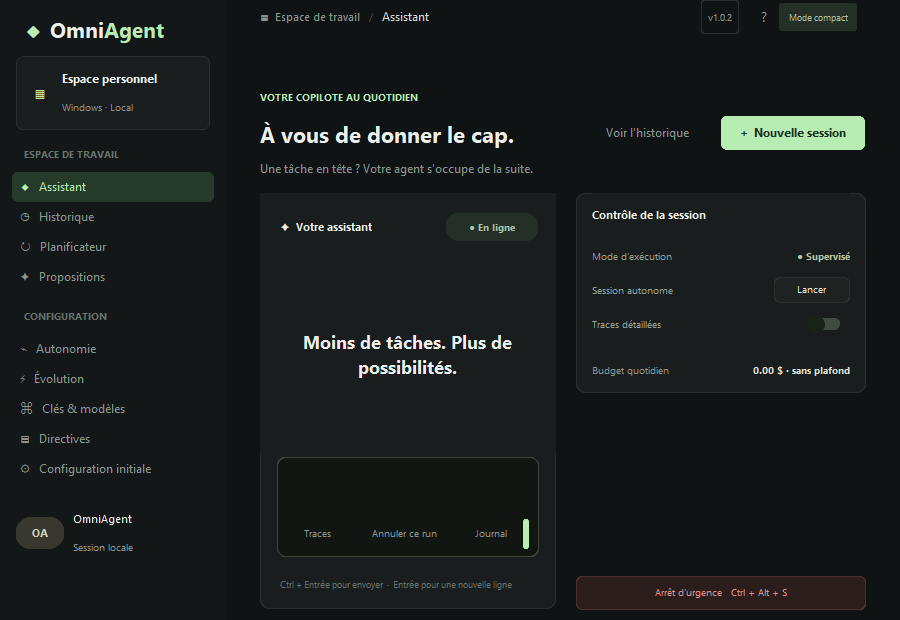 OmniAgent
Espace personnel
Windows · Local
ESPACE DE TRAVAIL
Assistant
Historique
Planificateur
Propositions
CONFIGURATION
Autonomie
Évolution
Clés & modèles
Directives
Configuration initiale
OA
OmniAgent
Session locale
Espace de travail / Assistant
v1.0.2
?
Mode compact
VOTRE COPILOTE AU QUOTIDIEN
À vous de donner le cap.
Voir l'historique
+ Nouvelle session
Une tâche en tête ? Votre agent s'occupe de la suite.
Votre assistant
● En ligne
Moins de tâches. Plus de
possibilités.
Traces
Annuler ce run
Journal
Ctrl + Entrée pour envoyer · Entrée pour une nouvelle ligne
Contrôle de la session
Mode d'exécution
● Supervisé
Session autonome
Lancer
Traces détaillées
Budget quotidien
0.00 $ · sans plafond
Arrêt d'urgence Ctrl + Alt + S